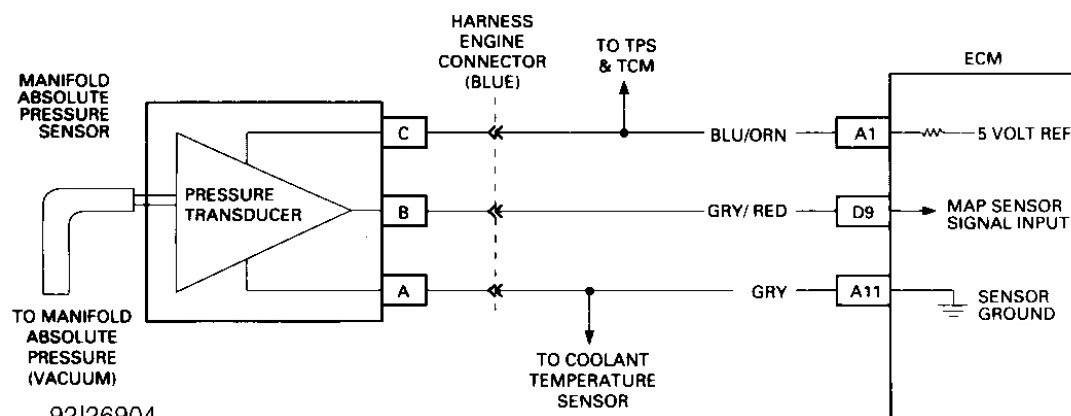 HARNESS
ENGINE
CONNECTOR
(BLUE)
TO TPS
& TCM
ECM
MANIFOLD
ABSOLUTE
PRESSURE
SENSOR
C
BLU/ORN
A1
5 VOLT REF
PRESSURE
TRANSDUCER
B
GRY/ RED
D9
MAP SENSOR
SIGNAL INPUT
A
GRY
A11
SENSOR
GROUND
TO MANIFOLD
ABSOLUTE
PRESSURE
(VACUUM)
TO COOLANT
TEMPERATURE
SENSOR
92I26904